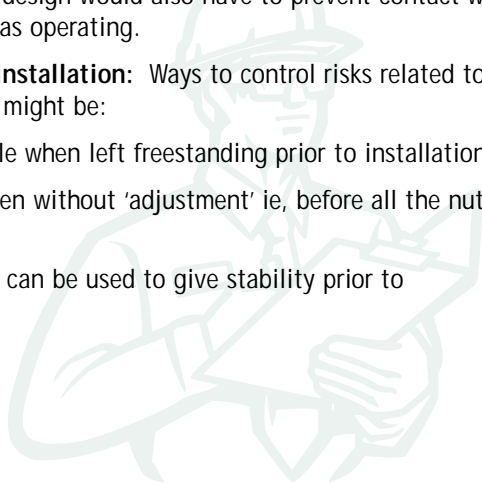 design would also have to prevent contact w
as operating.
installation: Ways to control risks related to
might be:
le when left freestanding prior to installation
en without 'adjustment' ie, before all the nut
can be used to give stability prior to